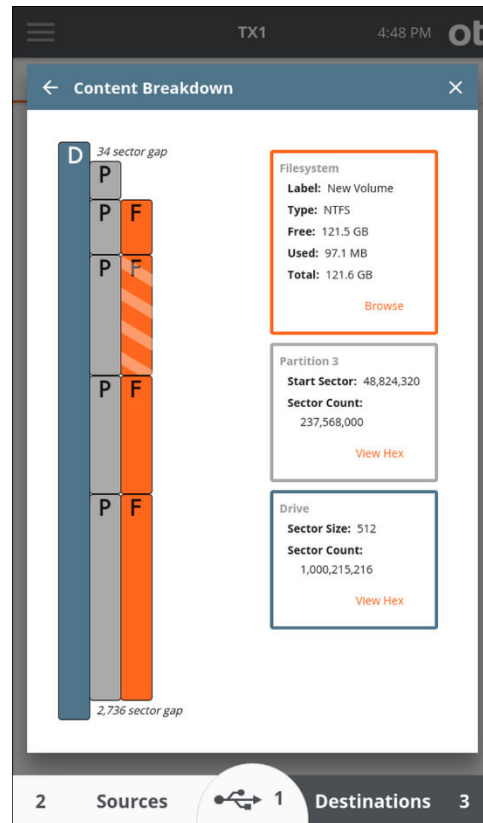 TX1
4:48 PM
ot
Content Breakdown
D
34 sector gap
P
P F
P F
P F
P F
2,736 sector gap
Filesystem
Label: New Volume
Type: NTFS
Free: 121.5 GB
Used: 97.1 MB
Total: 121.6 GB
Browse
Partition 3
Start Sector: 48,824,320
Sector Count:
237,568,000
View Hex
Drive
Sector Size: 512
Sector Count:
1,000,215,216
View Hex
2 Sources
1
Destinations 3